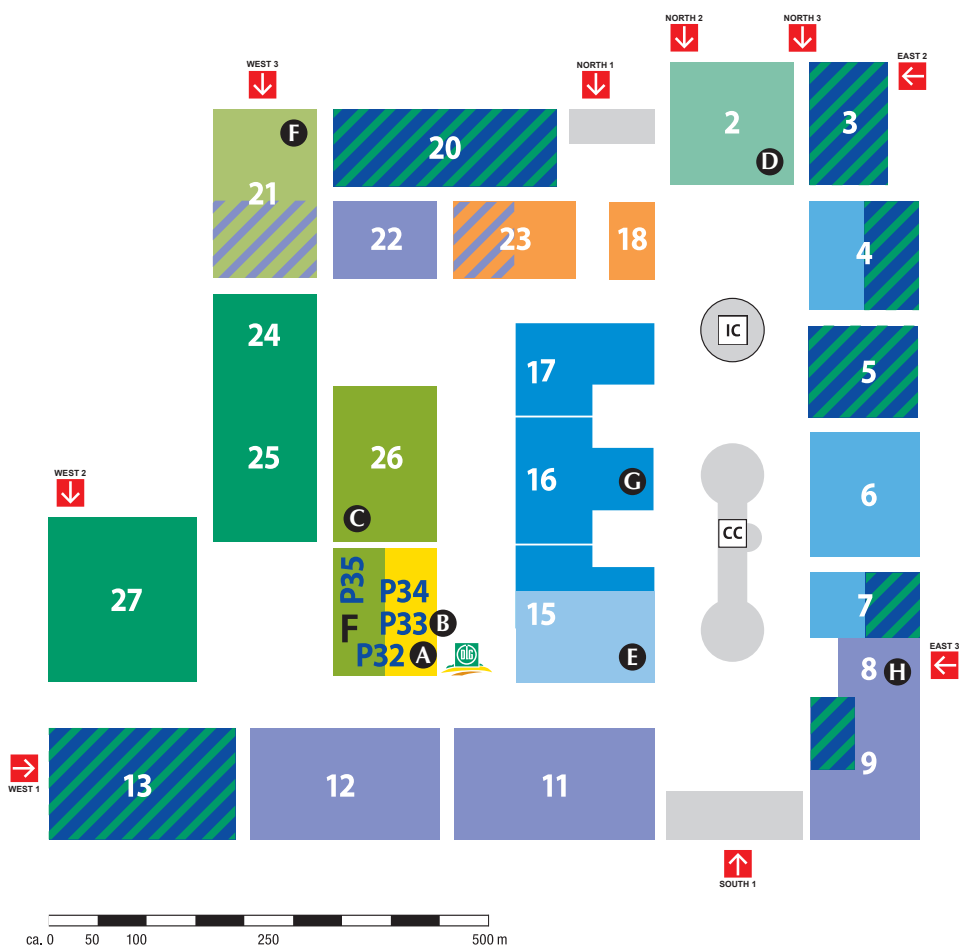 NORTH 2
NORTH 3
EAST 2
WEST 3
NORTH 1
F
2
3
20
D
21
22
23
18
4
24
IC
17
5
25
26
16
G
6
WEST 2
C
CC
27
P35
P34
15
7
F
P33
B
P32
A
DLG
E
EAST 3
8
H
13
12
11
9
WEST 1
SOUTH 1
ca. 0 50 100 250 500 m